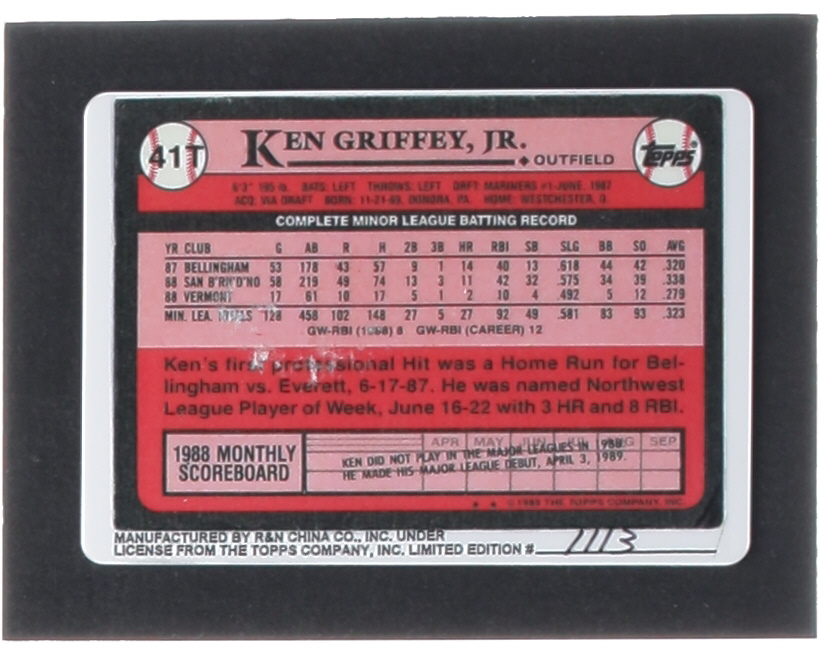 41T KEN GRIFFEY, JR. ◆ OUTFIELD Topps®
6'3" 195 lb. BATS: LEFT THROWS: LEFT DRFT: MARINERS #1-JUNE, 1987
ACQ: VIA DRAFT BORN: 11-21-69, DONORA, PA. HOME: WESTCHESTER, O.
COMPLETE MINOR LEAGUE BATTING RECORD
YR CLUB G AB R H 2B 3B HR RBI SB SLG BB SO AVG
87 BELLINGHAM 53 178 43 57 9 1 14 40 13 .618 44 42 .320
88 SAN B'RN'D'NO 58 219 49 74 13 3 11 42 32 .575 34 39 .338
88 VERMONT 17 61 10 17 5 1 2 10 4 .492 5 12 .279
MIN. LEA. TOTALS 128 458 102 148 27 5 27 92 49 .581 83 93 .323
GW-RBI (1988) 8 GW-RBI (CAREER) 12
Ken's first professional Hit was a Home Run for Bel-
lingham vs. Everett, 6-17-87. He was named Northwest
League Player of Week, June 16-22 with 3 HR and 8 RBI.
1988 MONTHLY
SCOREBOARD
APR MAY JUN JUL AUG SEP
KEN DID NOT PLAY IN THE MAJOR LEAGUES IN 1988.
HE MADE HIS MAJOR LEAGUE DEBUT, APRIL 3, 1989.
★ ★ © 1989 THE TOPPS COMPANY, INC.
MANUFACTURED BY R&N CHINA CO., INC. UNDER
LICENSE FROM THE TOPPS COMPANY, INC. LIMITED EDITION # 1113